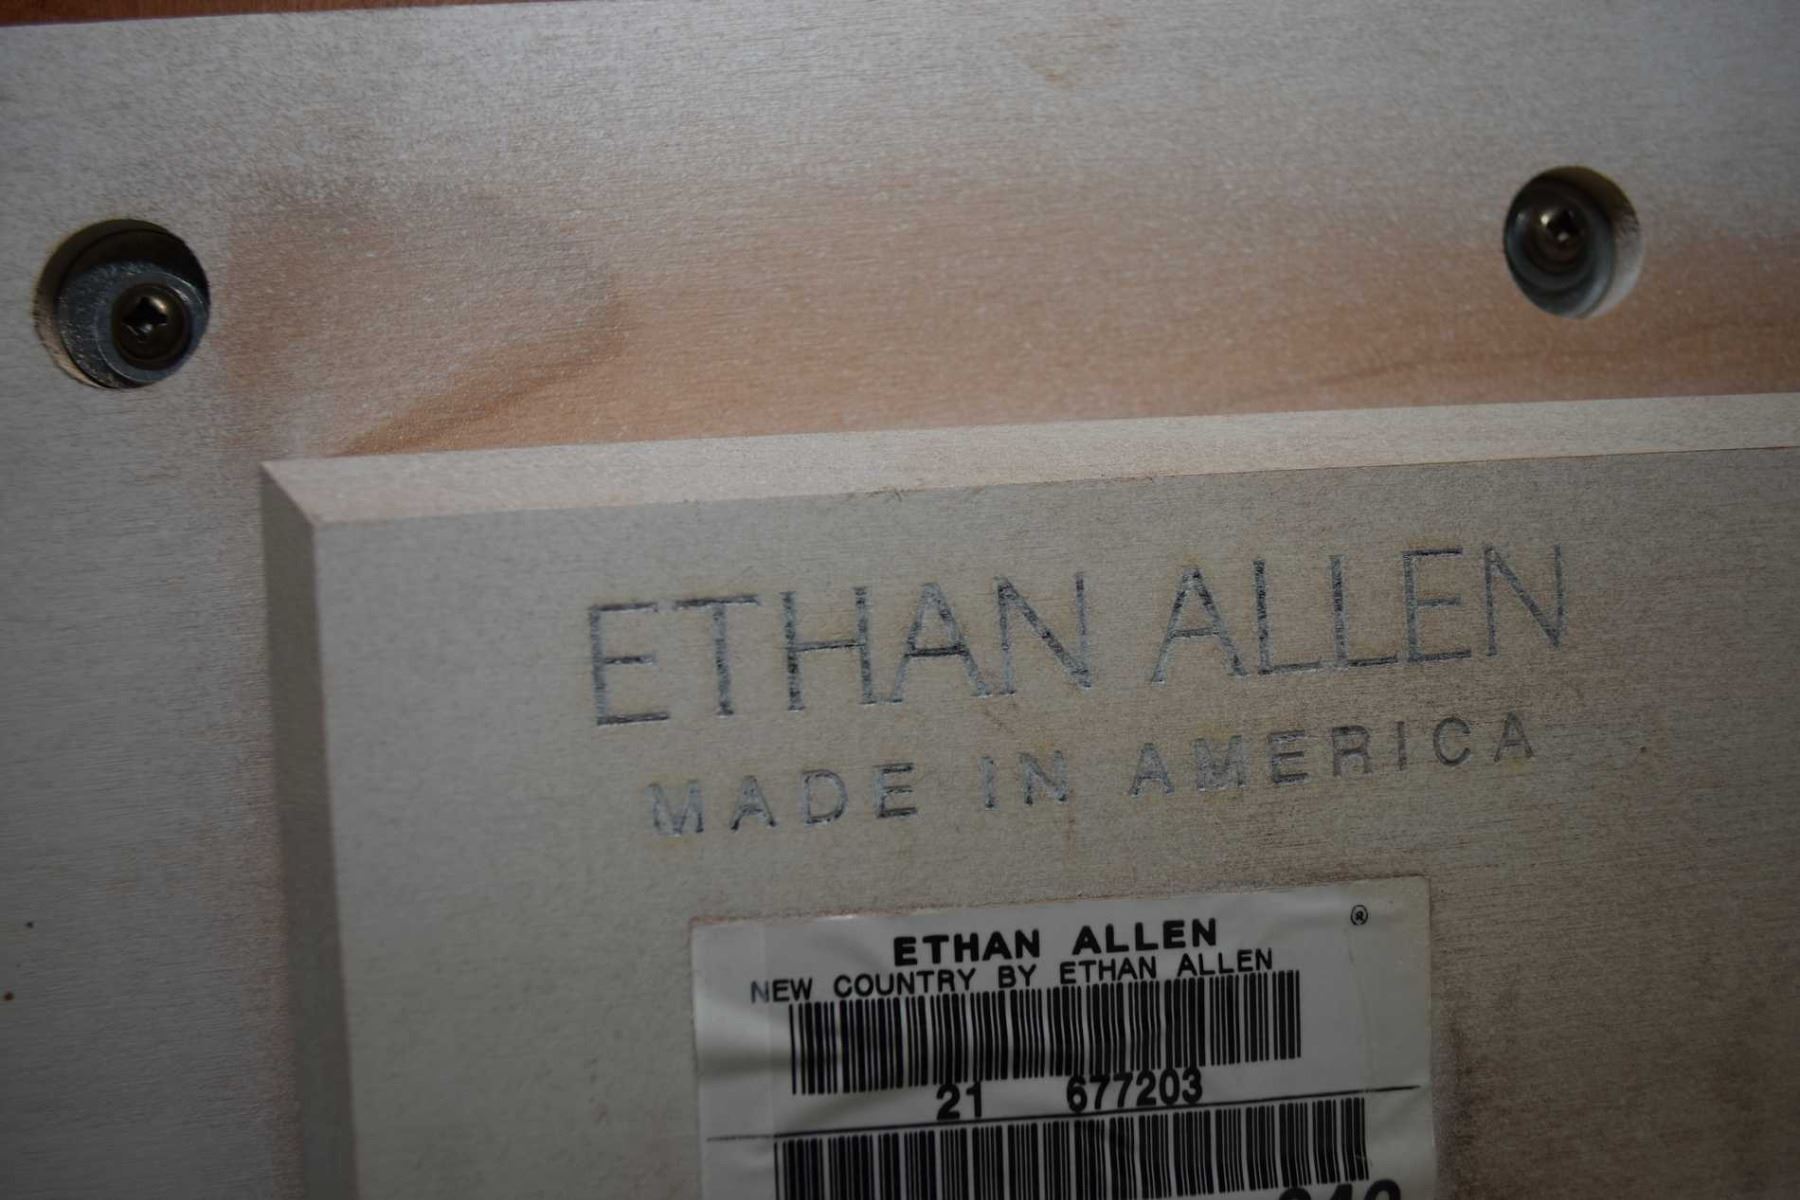 ETHAN ALLEN
MADE IN AMERICA
®
ETHAN ALLEN
NEW COUNTRY BY ETHAN ALLEN
21 677203